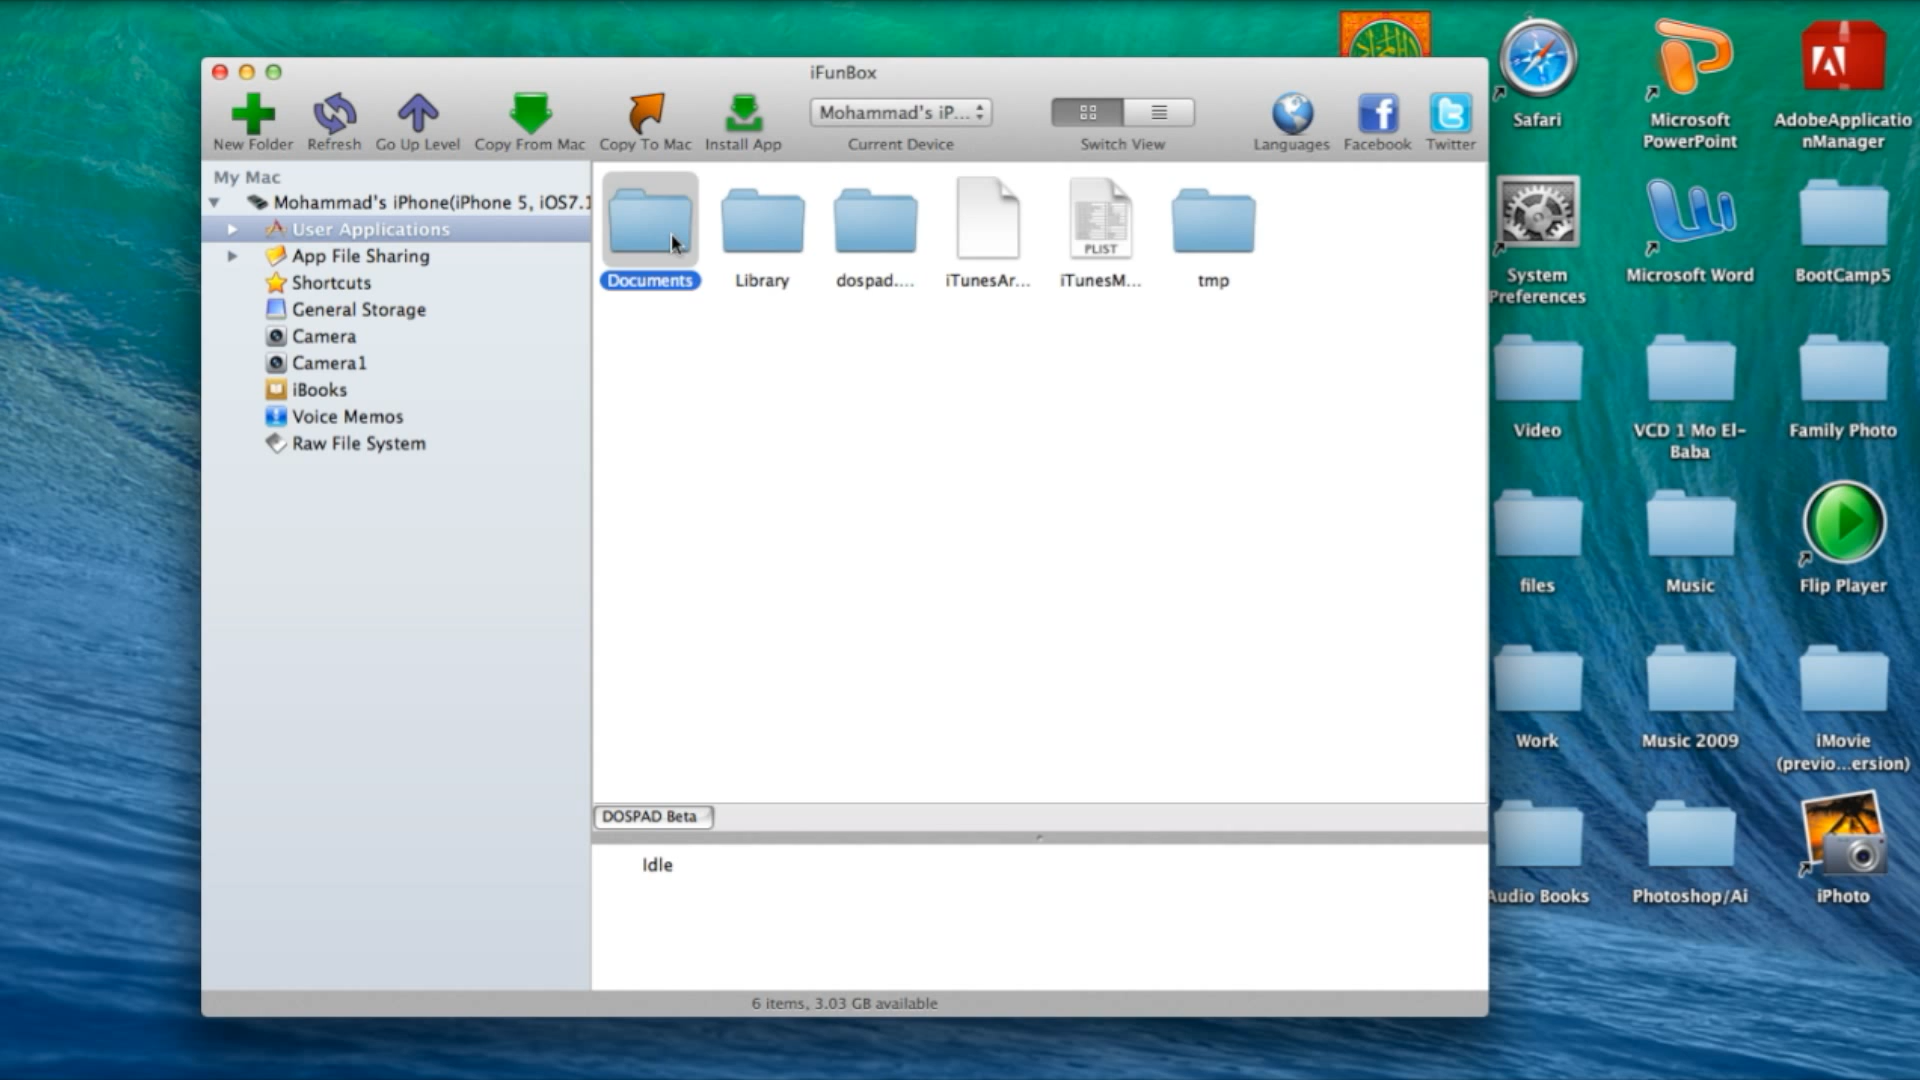 iFunBox
New Folder
Refresh
Go Up Level
Copy From Mac
Copy To Mac
Install App
Mohammad's iP...
Current Device
Switch View
Languages
Facebook
Twitter
My Mac
Mohammad's iPhone(iPhone 5, iOS7.1
User Applications
App File Sharing
Shortcuts
General Storage
Camera
Camera1
iBooks
Voice Memos
Raw File System
PLIST
Documents
Library
dospad....
iTunesAr...
iTunesM...
tmp
DOSPAD Beta
Idle
6 items, 3.03 GB available
Safari
Microsoft
PowerPoint
AdobeApplicatio
nManager
System
Preferences
Microsoft Word
BootCamp5
Video
VCD 1 Mo El-
Baba
Family Photo
files
Music
Flip Player
Work
Music 2009
iMovie
(previo...ersion)
Audio Books
Photoshop/Ai
iPhoto